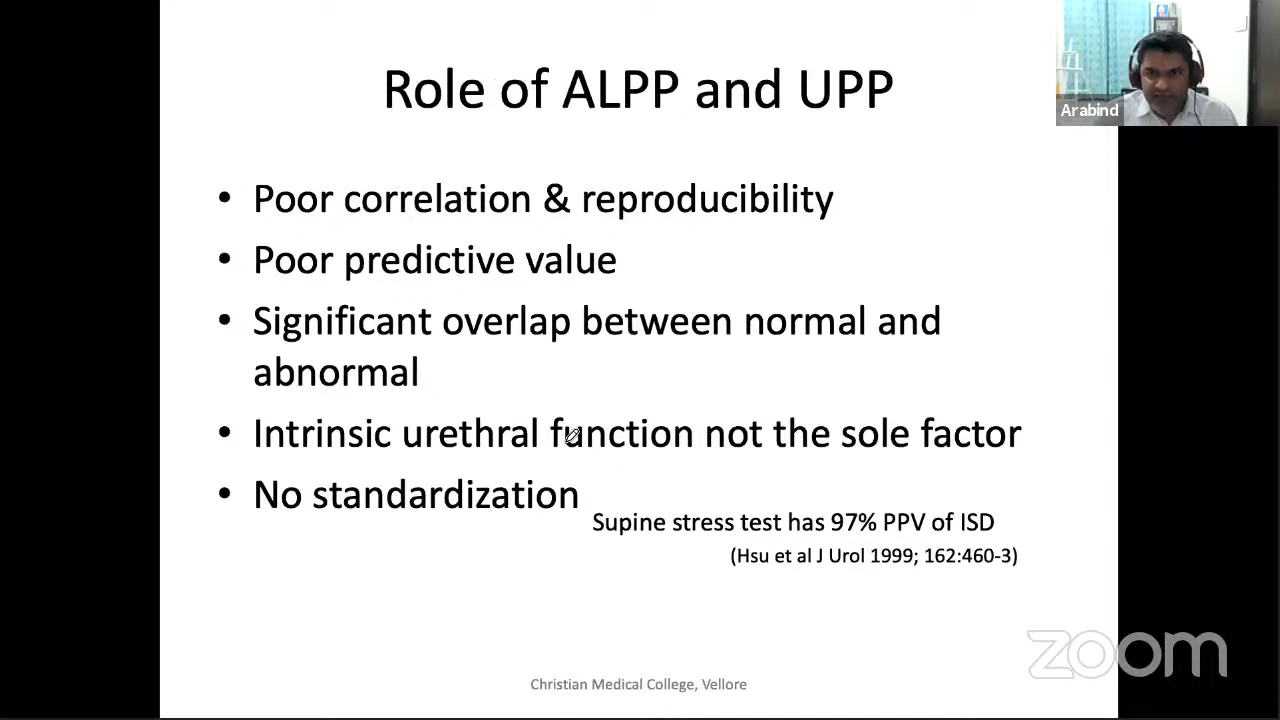 Role of ALPP and UPP
Arabind
• Poor correlation & reproducibility
• Poor predictive value
• Significant overlap between normal and
abnormal
• Intrinsic urethral function not the sole factor
• No standardization
Supine stress test has 97% PPV of ISD
(Hsu et al J Urol 1999; 162:460-3)
zoom
Christian Medical College, Vellore